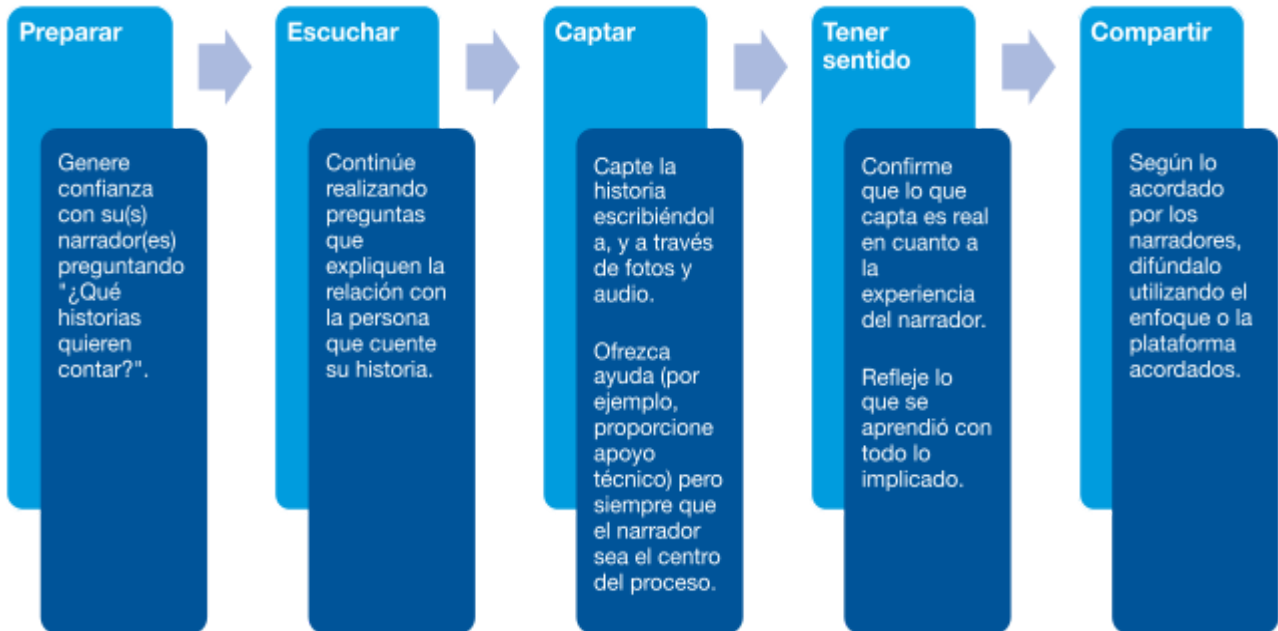 Preparar
Genere
confianza
con su(s)
narrador(es)
preguntando
"¿Qué
historias
quieren
contar?".
Escuchar
Continúe
realizando
preguntas
que
expliquen la
relación con
la persona
que cuente
su historia.
Captar
Capte la
historia
escribiéndol
a, y a través
de fotos y
audio.
Ofrezca
ayuda (por
ejemplo,
proporcione
apoyo
técnico) pero
siempre que
el narrador
sea el centro
del proceso.
Tener
sentido
Confirme
que lo que
capta es real
en cuanto a
la
experiencia
del narrador.
Refleje lo
que se
aprendió con
todo lo
implicado.
Compartir
Según lo
acordado
por los
narradores,
difúndalo
utilizando el
enfoque o la
plataforma
acordados.